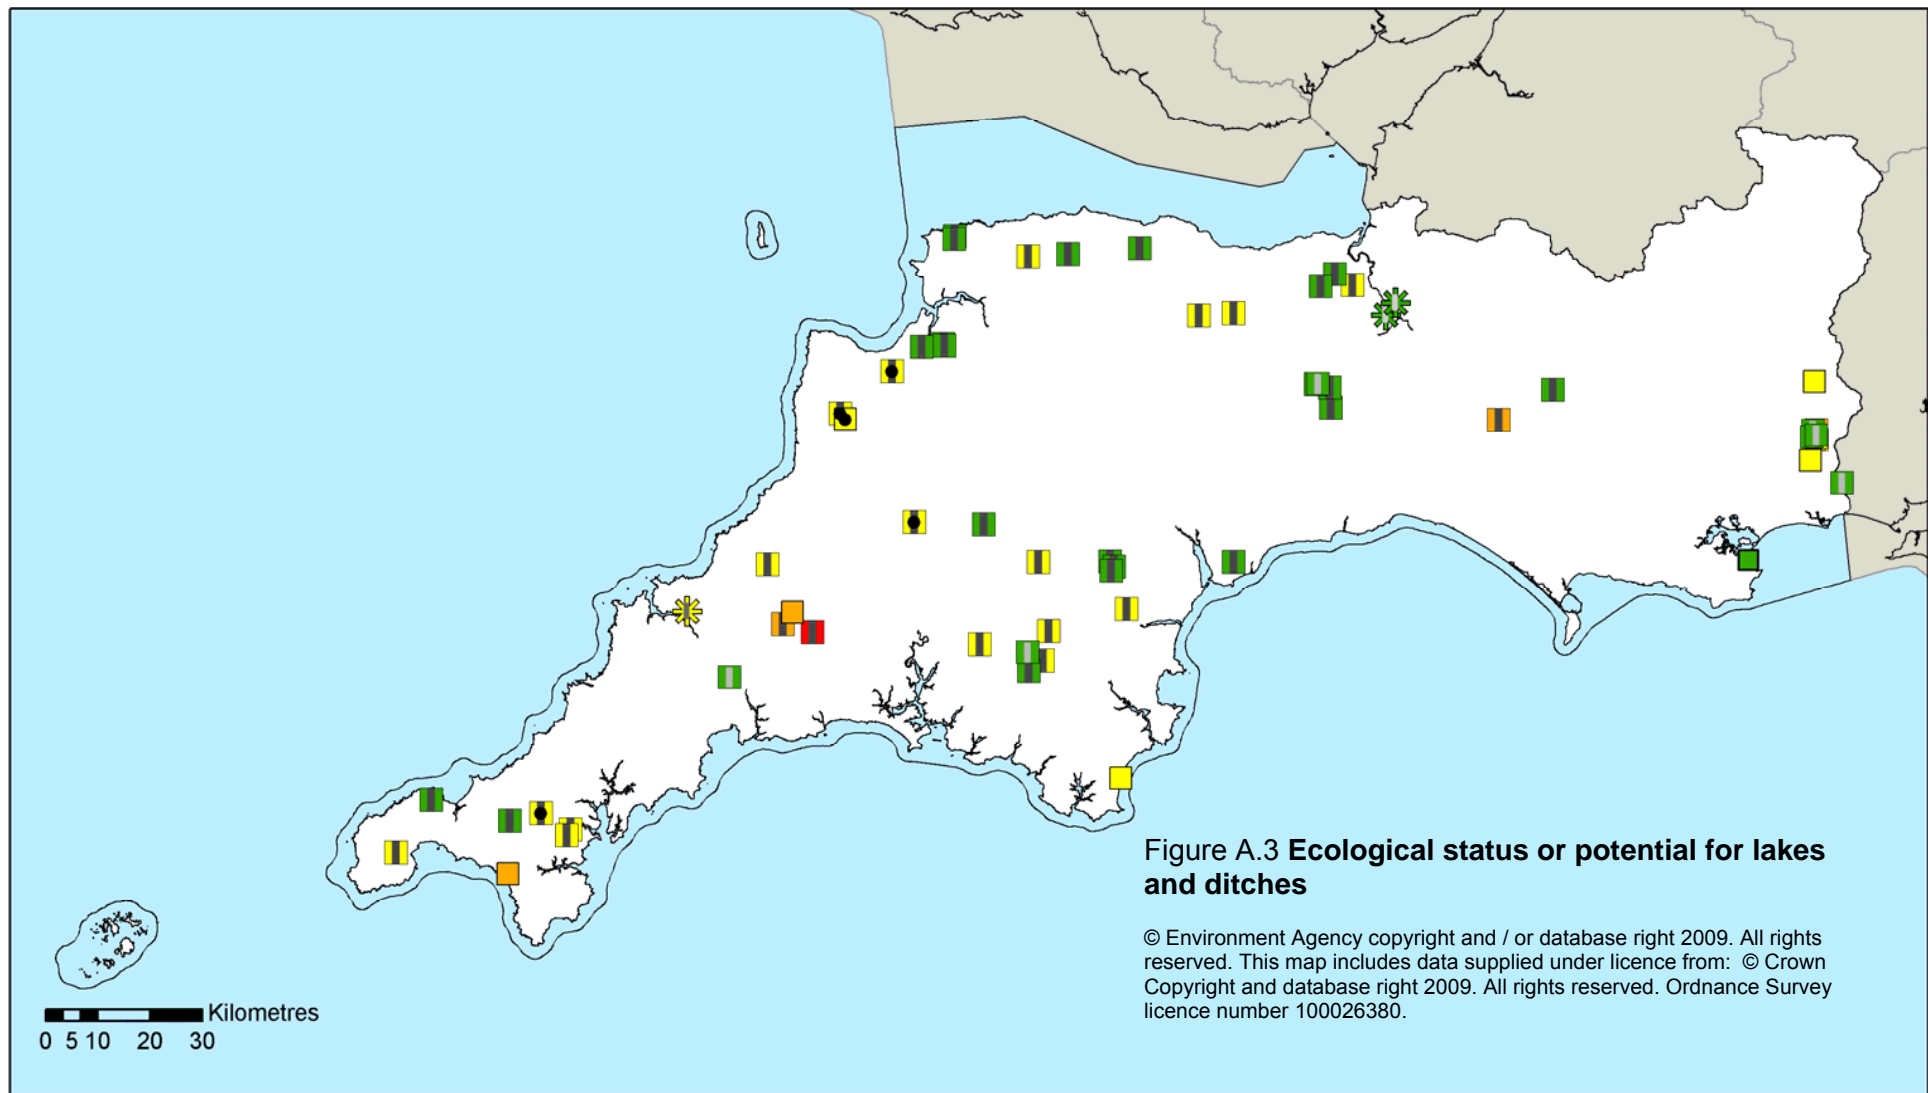 Figure A.3 Ecological status or potential for lakes
and ditches
© Environment Agency copyright and / or database right 2009. All rights
reserved. This map includes data supplied under licence from: © Crown
Copyright and database right 2009. All rights reserved. Ordnance Survey
licence number 100026380.
Kilometres
0 5 10 20 30